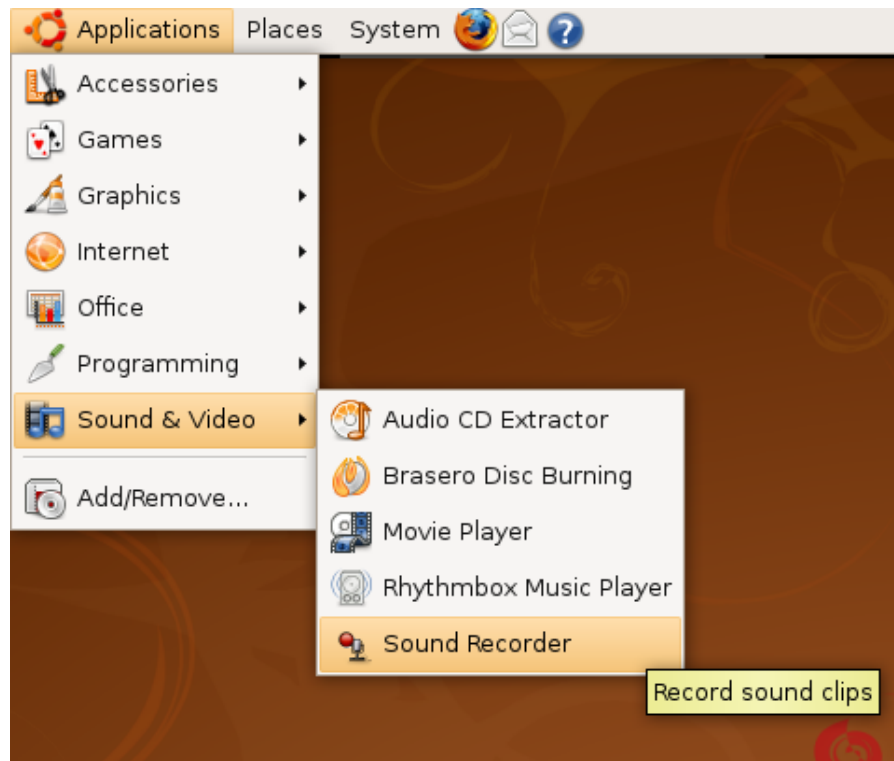 Applications Places System
Accessories
Games
Graphics
Internet
Office
Programming
Sound & Video
Add/Remove...
Audio CD Extractor
Brasero Disc Burning
Movie Player
Rhythmbox Music Player
Sound Recorder
Record sound clips